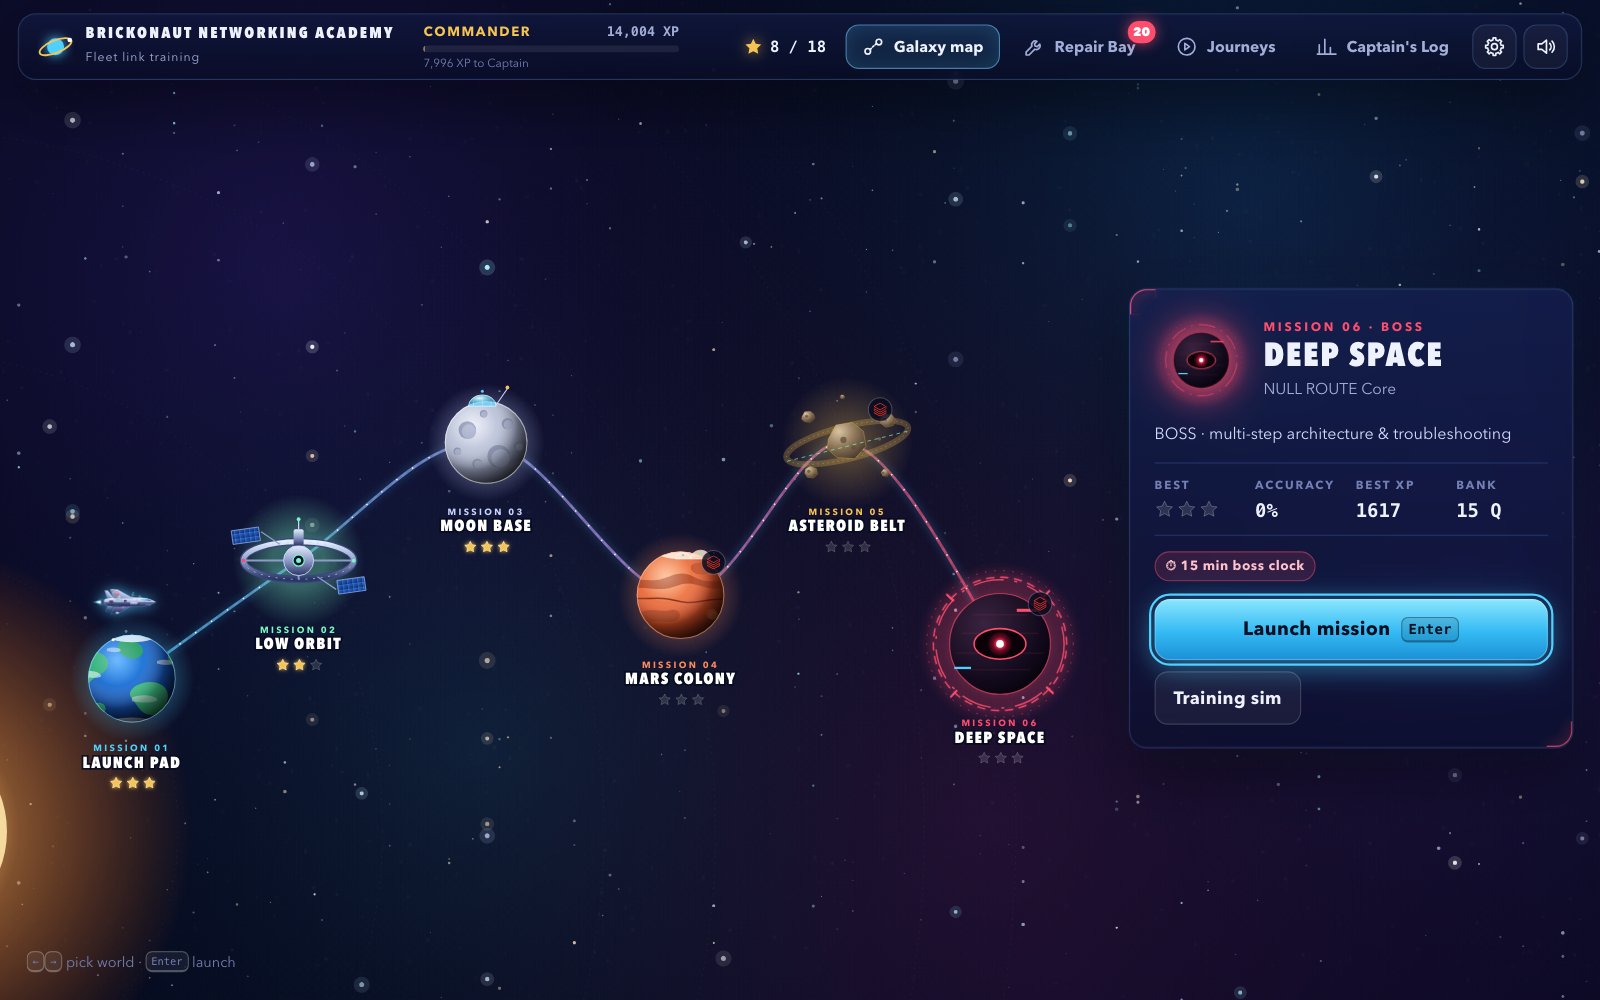 BRICKONAUT NETWORKING ACADEMY
Fleet link training
COMMANDER 14,004 XP
7,996 XP to Captain
8 / 18
Galaxy map
Repair Bay 20
Journeys
Captain's Log
MISSION 06 · BOSS
DEEP SPACE
NULL ROUTE Core
BOSS · multi-step architecture & troubleshooting
BEST ACCURACY BEST XP BANK
0% 1617 15 Q
15 min boss clock
Launch mission Enter
Training sim
MISSION 03
MOON BASE
MISSION 05
ASTEROID BELT
MISSION 02
LOW ORBIT
MISSION 04
MARS COLONY
MISSION 06
DEEP SPACE
MISSION 01
LAUNCH PAD
← → pick world · Enter launch